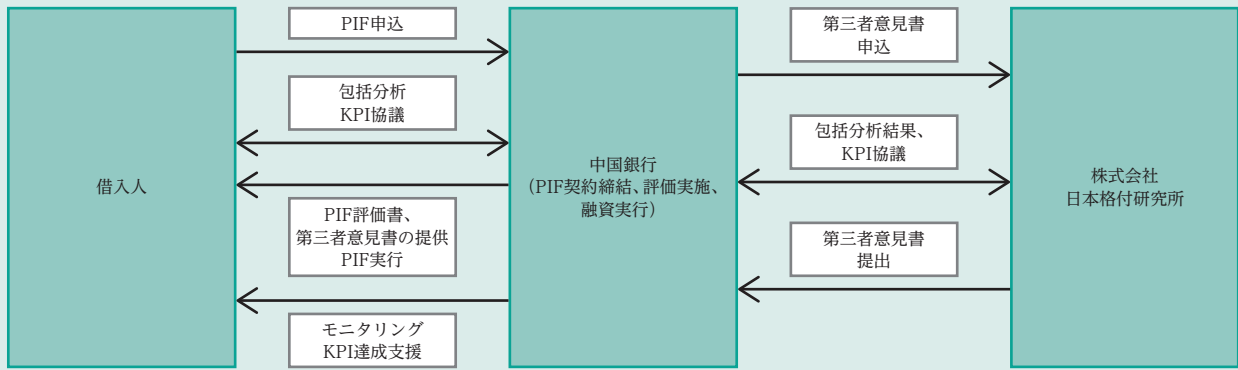 PIF申込
包括分析
KPI協議
借入人
PIF評価書、
第三者意見書の提供
PIF実行
モニタリング
KPI達成支援
中国銀行
（PIF契約締結、評価実施、
融資実行）
第三者意見書
申込
包括分析結果、
KPI協議
第三者意見書
提出
株式会社
日本格付研究所